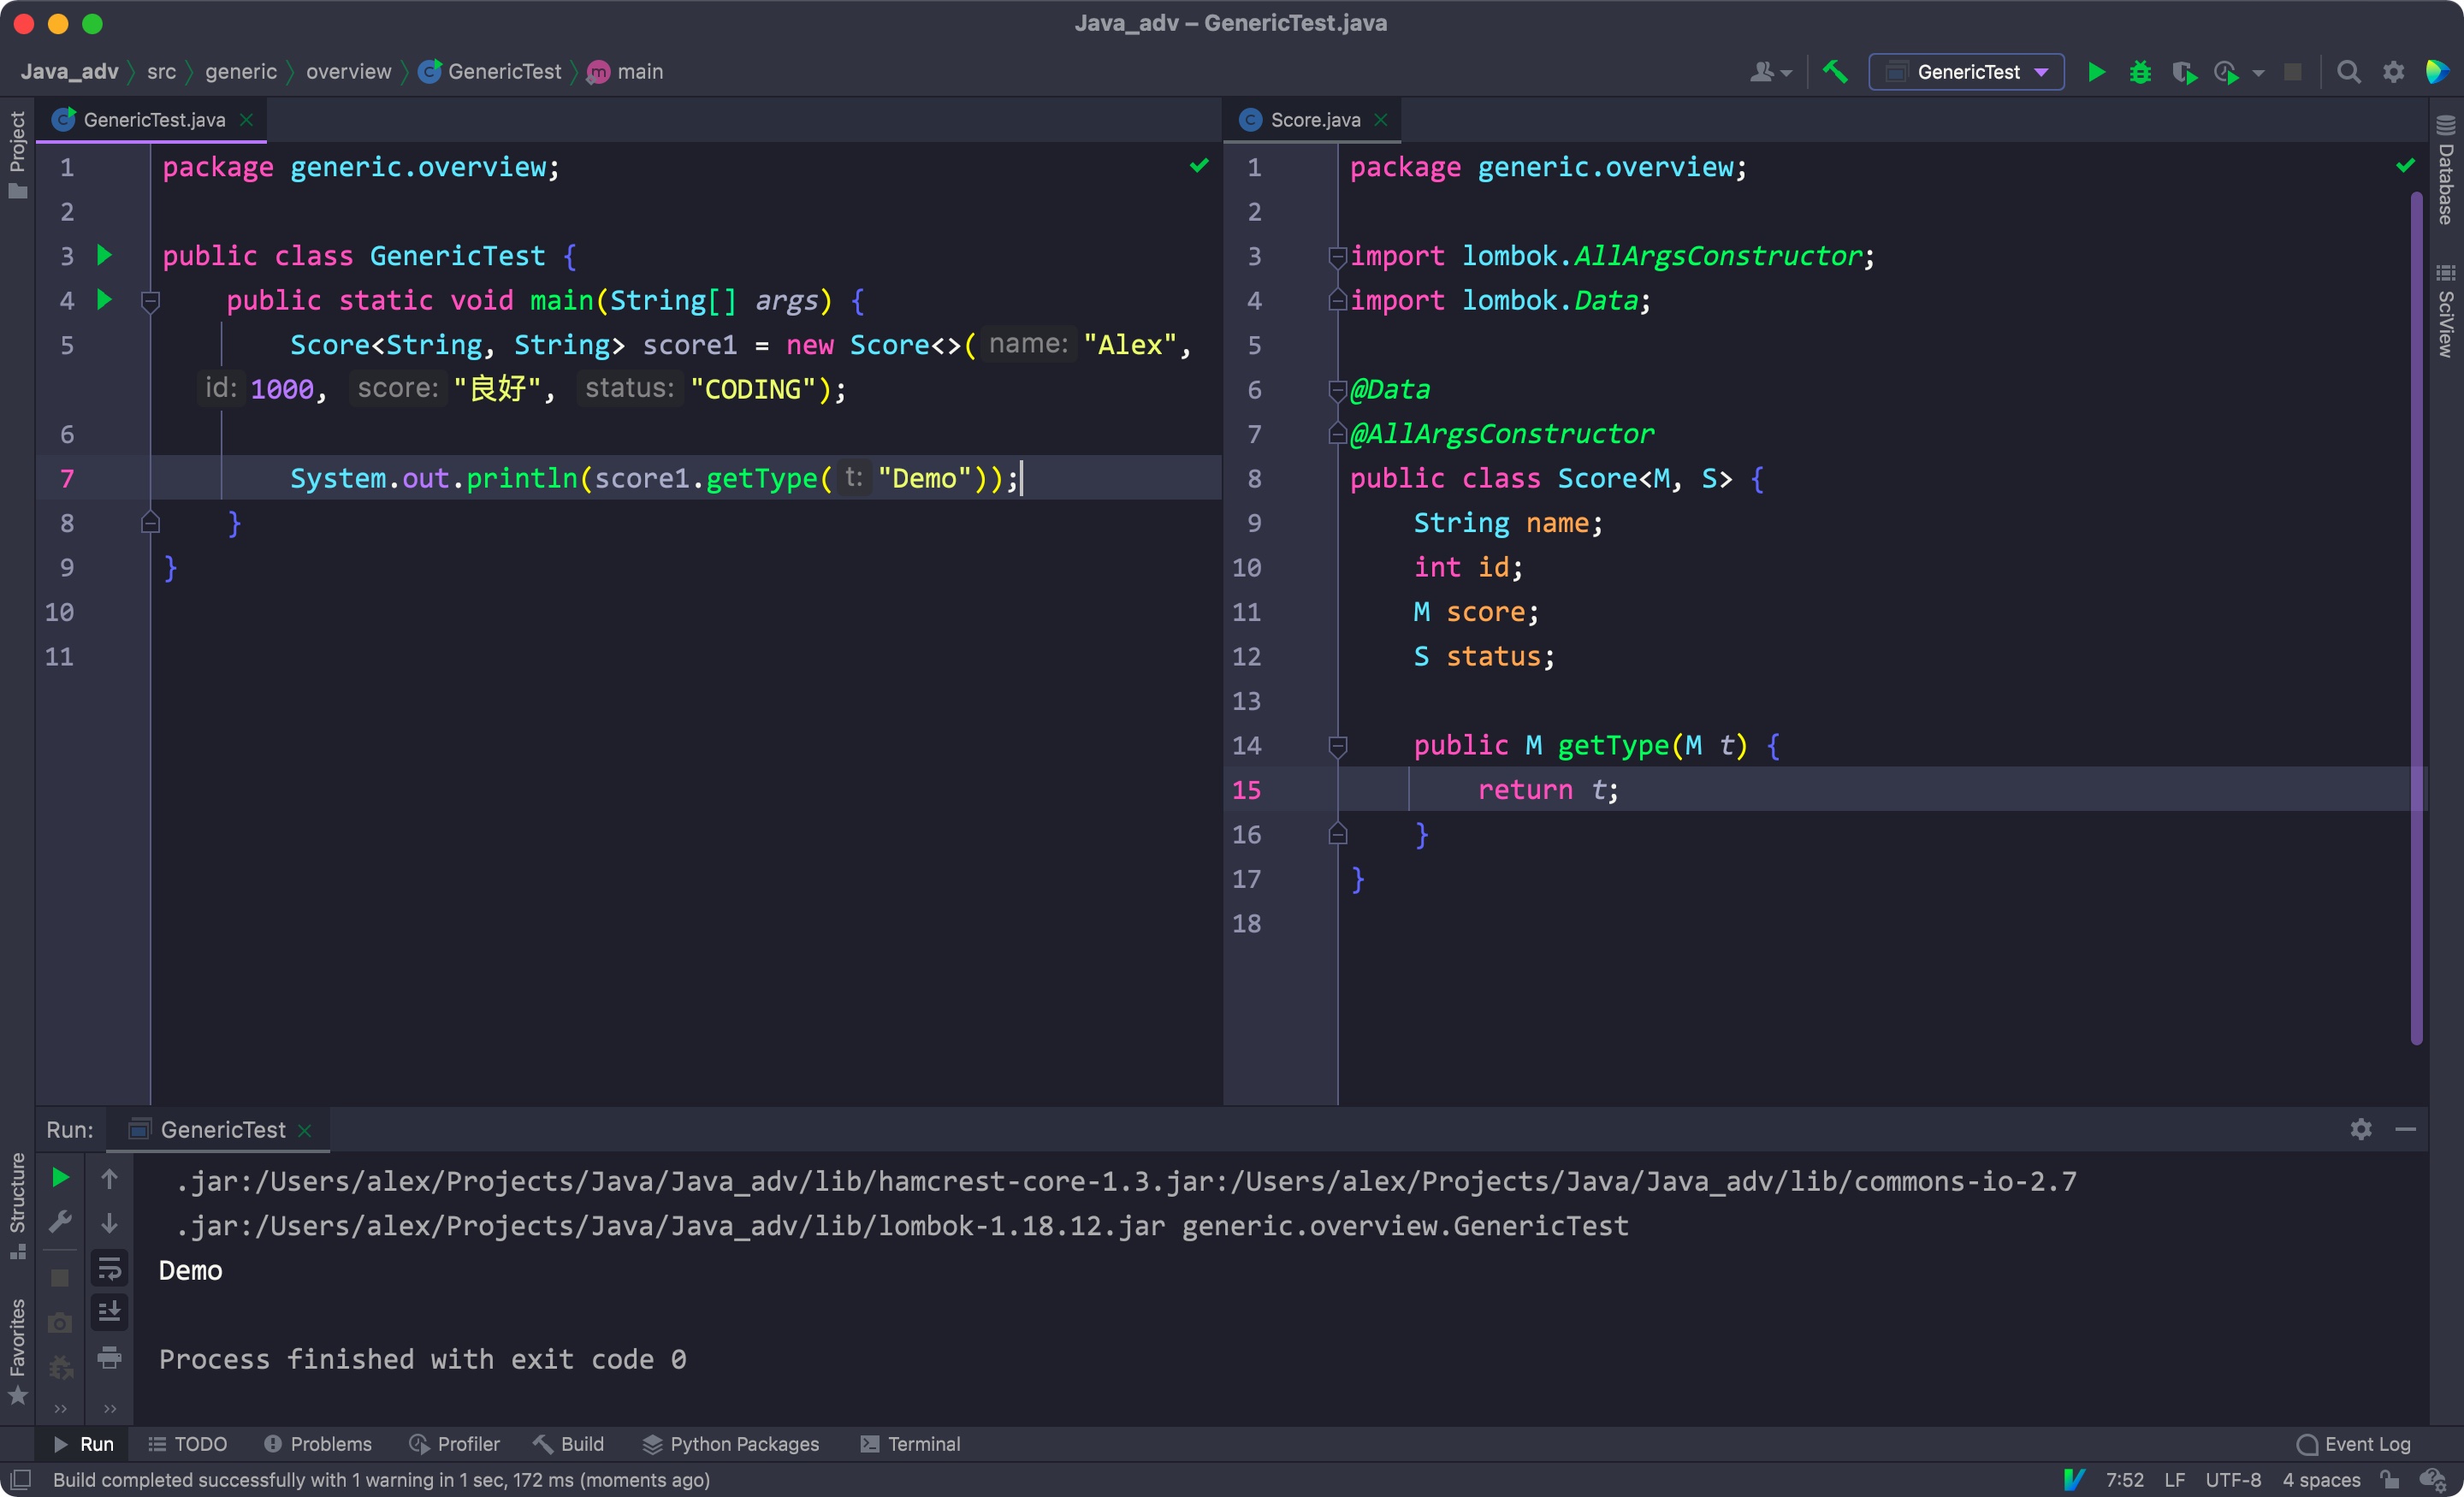 Java_adv – GenericTest.java
Java_adv src generic overview GenericTest main
GenericTest
Project
GenericTest.java
1 package generic.overview;
2
3 public class GenericTest {
4 public static void main(String[] args) {
5 Score<String, String> score1 = new Score<>( name: "Alex",
id: 1000, score: "良好", status: "CODING");
6
7 System.out.println(score1.getType( t: "Demo"));
8 }
9 }
10
11
Score.java
1 package generic.overview;
2
3 import lombok.AllArgsConstructor;
4 import lombok.Data;
5
6 @Data
7 @AllArgsConstructor
8 public class Score<M, S> {
9 String name;
10 int id;
11 M score;
12 S status;
13
14 public M getType(M t) {
15 return t;
16 }
17 }
18
Database
SciView
Structure
Favorites
Run: GenericTest
.jar:/Users/alex/Projects/Java/Java_adv/lib/hamcrest-core-1.3.jar:/Users/alex/Projects/Java/Java_adv/lib/commons-io-2.7
.jar:/Users/alex/Projects/Java/Java_adv/lib/lombok-1.18.12.jar generic.overview.GenericTest
Demo
Process finished with exit code 0
Run TODO Problems Profiler Build Python Packages Terminal Event Log
Build completed successfully with 1 warning in 1 sec, 172 ms (moments ago) 7:52 LF UTF-8 4 spaces